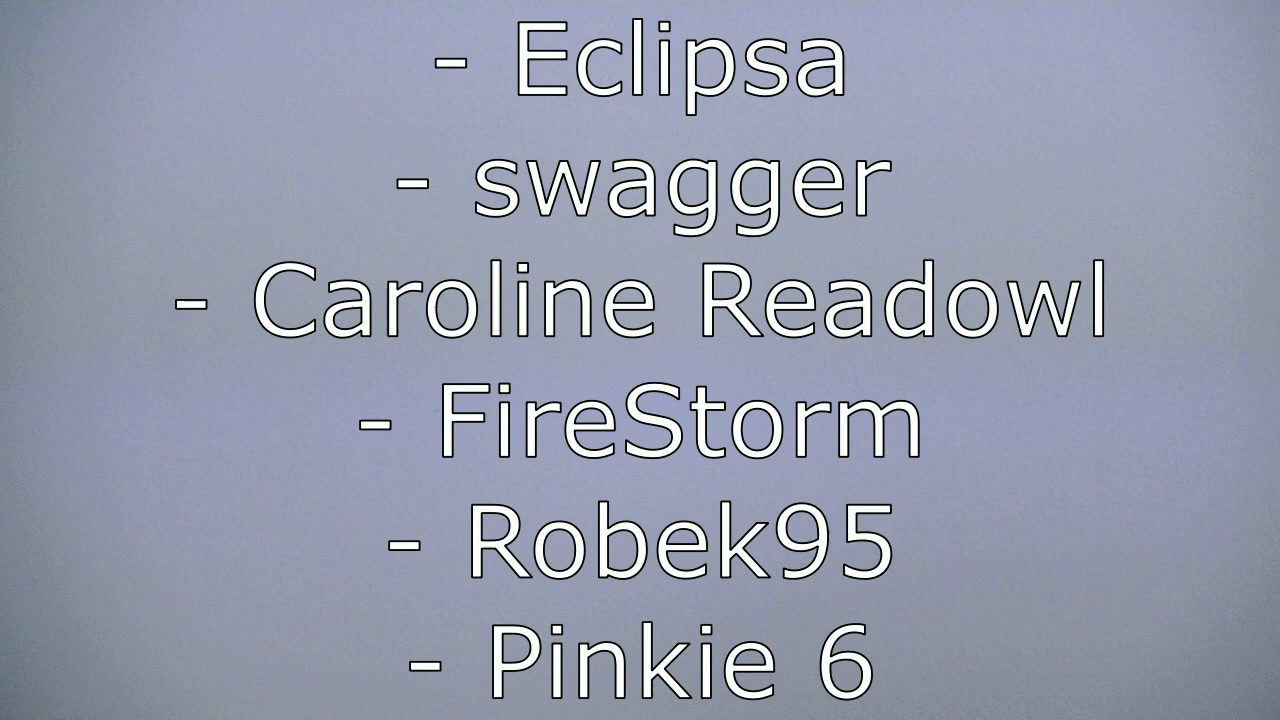 - Eclipsa
- swagger
- Caroline Readowl
- FireStorm
- Robek95
- Pinkie 6